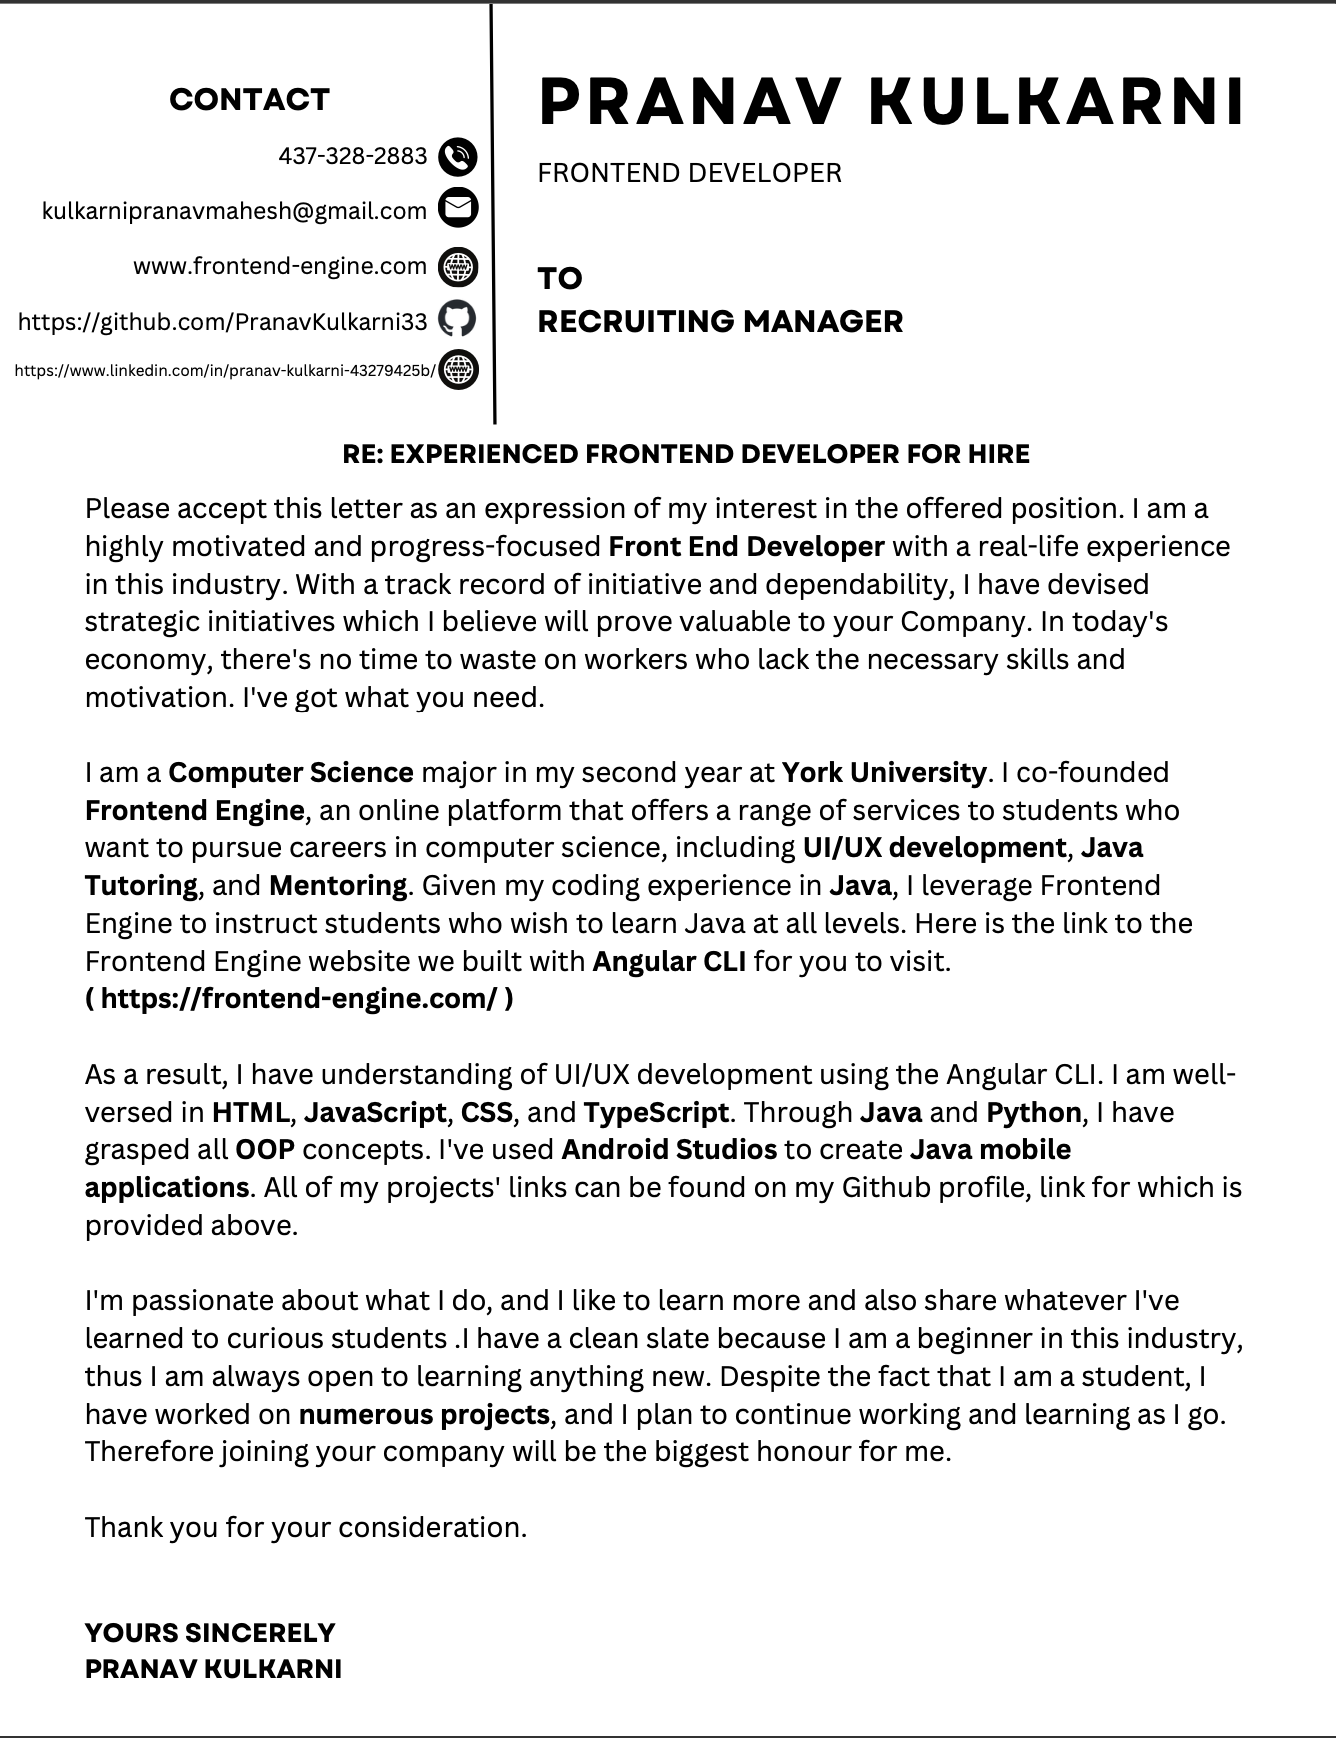 CONTACT
437-328-2883
kulkarnipranavmahesh@gmail.com
www.frontend-engine.com
https://github.com/PranavKulkarni33
https://www.linkedin.com/in/pranav-kulkarni-43279425b/
PRANAV KULKARNI
FRONTEND DEVELOPER
TO
RECRUITING MANAGER
RE: EXPERIENCED FRONTEND DEVELOPER FOR HIRE
Please accept this letter as an expression of my interest in the offered position. I am a
highly motivated and progress-focused Front End Developer with a real-life experience
in this industry. With a track record of initiative and dependability, I have devised
strategic initiatives which I believe will prove valuable to your Company. In today's
economy, there's no time to waste on workers who lack the necessary skills and
motivation. I've got what you need.
I am a Computer Science major in my second year at York University. I co-founded
Frontend Engine, an online platform that offers a range of services to students who
want to pursue careers in computer science, including UI/UX development, Java
Tutoring, and Mentoring. Given my coding experience in Java, I leverage Frontend
Engine to instruct students who wish to learn Java at all levels. Here is the link to the
Frontend Engine website we built with Angular CLI for you to visit.
( https://frontend-engine.com/ )
As a result, I have understanding of UI/UX development using the Angular CLI. I am well-
versed in HTML, JavaScript, CSS, and TypeScript. Through Java and Python, I have
grasped all OOP concepts. I've used Android Studios to create Java mobile
applications. All of my projects' links can be found on my Github profile, link for which is
provided above.
I'm passionate about what I do, and I like to learn more and also share whatever I've
learned to curious students .I have a clean slate because I am a beginner in this industry,
thus I am always open to learning anything new. Despite the fact that I am a student, I
have worked on numerous projects, and I plan to continue working and learning as I go.
Therefore joining your company will be the biggest honour for me.
Thank you for your consideration.
YOURS SINCERELY
PRANAV KULKARNI